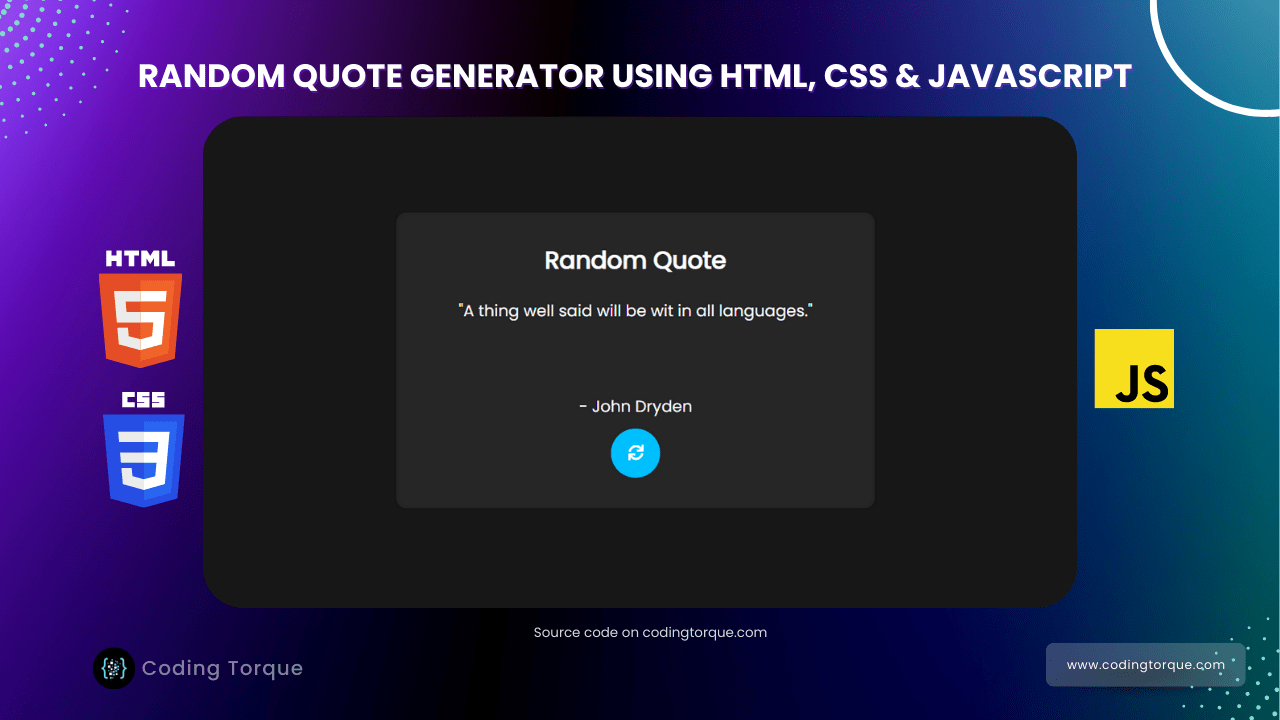 RANDOM QUOTE GENERATOR USING HTML, CSS & JAVASCRIPT
HTML
5
CSS
3
Random Quote
"A thing well said will be wit in all languages."
- John Dryden
JS
Source code on codingtorque.com
{} Coding Torque
www.codingtorque.com